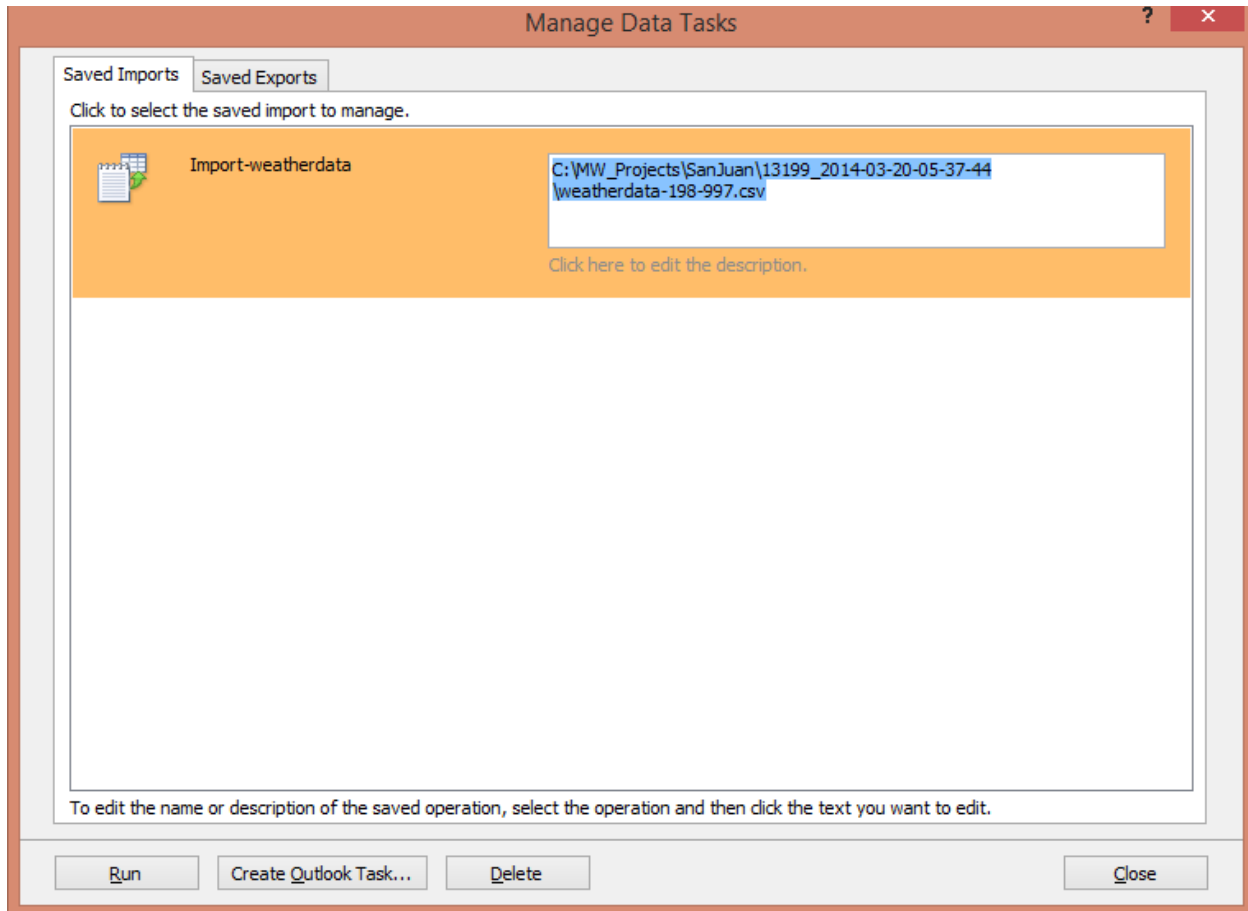 Manage Data Tasks
?
Saved Imports
Saved Exports
Click to select the saved import to manage.
Import-weatherdata
C:\MW_Projects\SanJuan\13199_2014-03-20-05-37-44
\weatherdata-198-997.csv
Click here to edit the description.
To edit the name or description of the saved operation, select the operation and then click the text you want to edit.
Run
Create Outlook Task...
Delete
Close